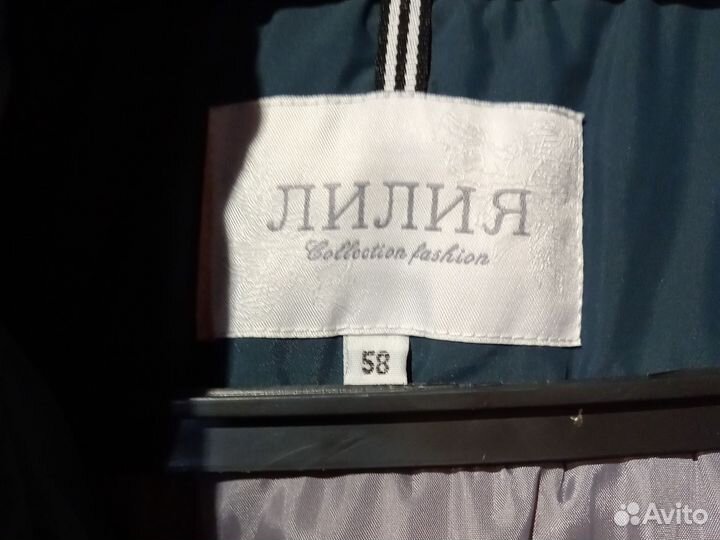 ЛИЛИЯ
Collection fashion
58
Avito